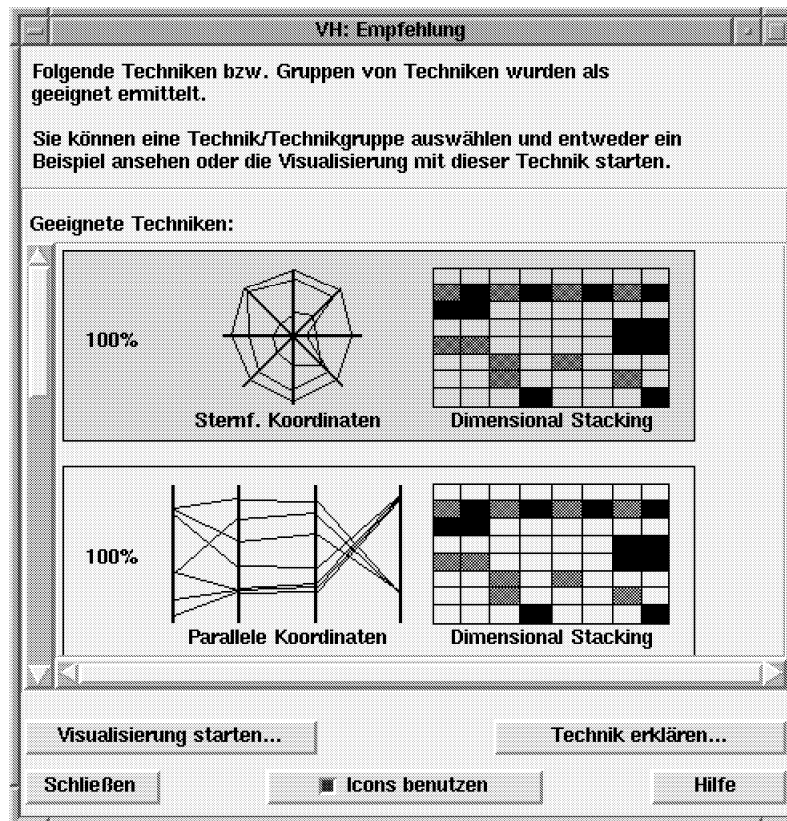 VH: Empfehlung
Folgende Techniken bzw. Gruppen von Techniken wurden als
geeignet ermittelt.
Sie können eine Technik/Technikgruppe auswählen und entweder ein
Beispiel ansehen oder die Visualisierung mit dieser Technik starten.
Geeignete Techniken:
100%
Sternf. Koordinaten Dimensional Stacking
100%
Parallele Koordinaten Dimensional Stacking
Visualisierung starten... Technik erklären...
Schließen Icons benutzen Hilfe